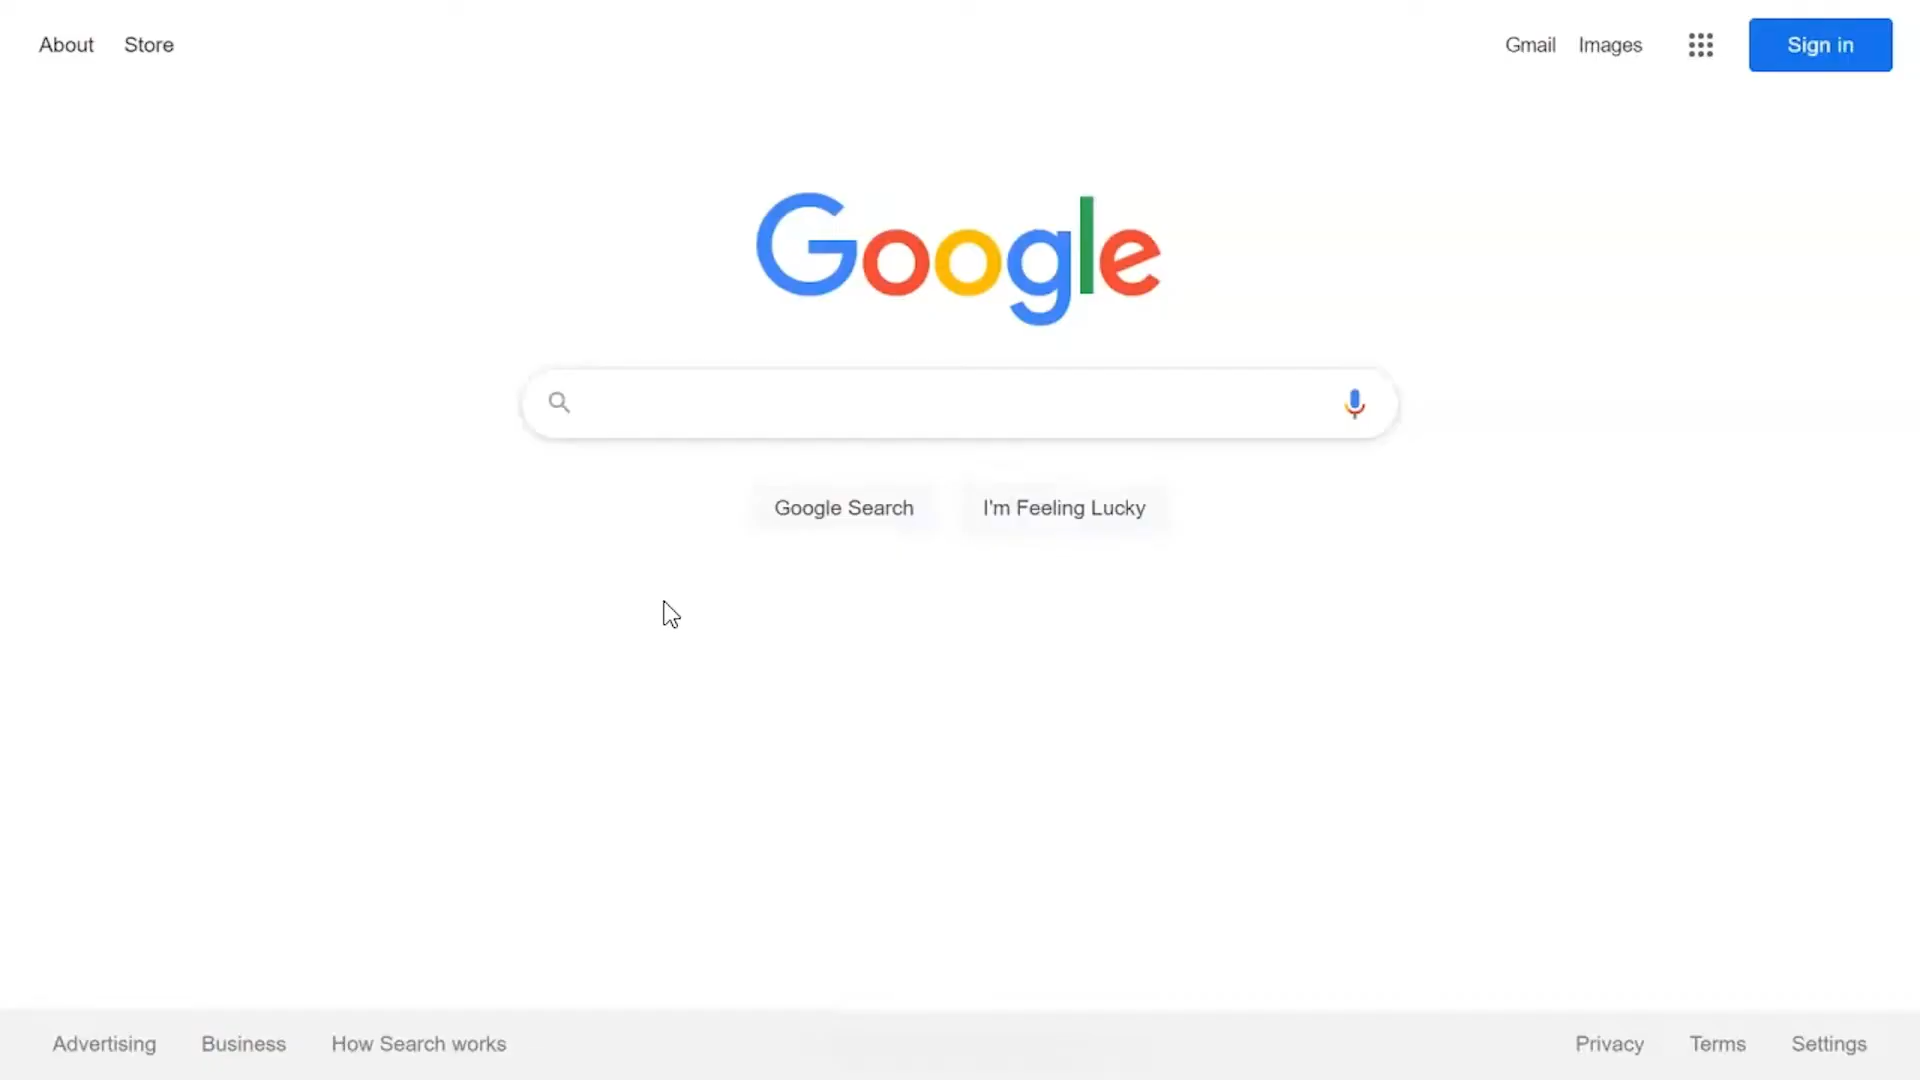 About Store
Gmail Images Sign in
Google
Google Search I'm Feeling Lucky
Advertising Business How Search works
Privacy Terms Settings